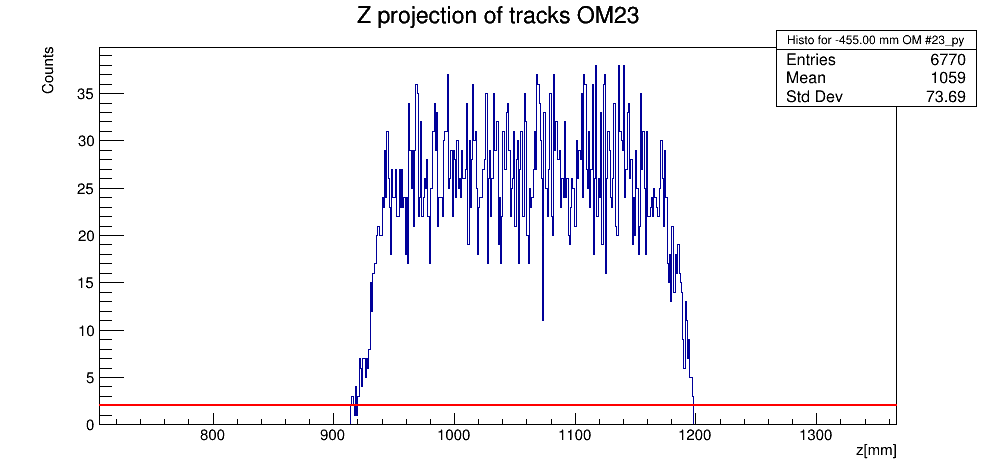 Z projection of tracks OM23
Histo for -455.00 mm OM #23_py
Entries 6770
Mean 1059
Std Dev 73.69
Counts
35
30
25
20
15
10
5
0
800 900 1000 1100 1200 1300
z[mm]